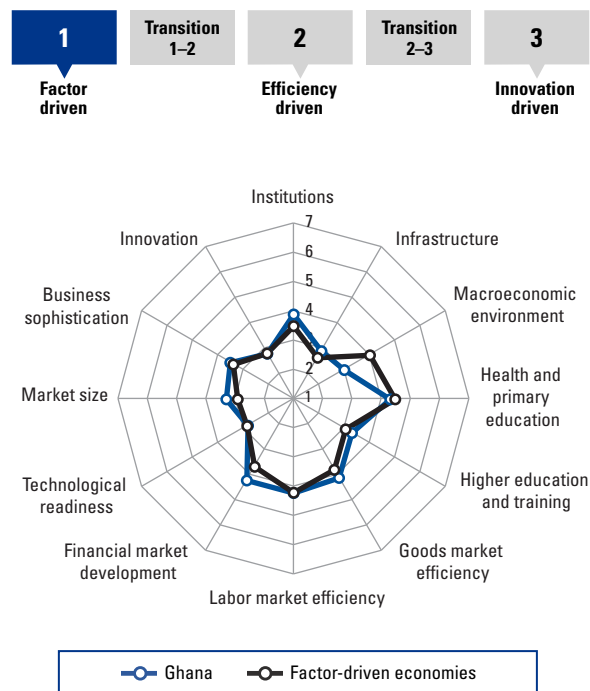 1
Transition
1–2
2
Transition
2–3
3
Factor
driven
Efficiency
driven
Innovation
driven
Institutions
7
Innovation
Infrastructure
6
5
Business
sophistication
Macroeconomic
environment
4
2
Market size
1
Health and
primary
education
Technological
readiness
Higher education
and training
Financial market
development
Goods market
efficiency
Labor market efficiency
Ghana
Factor-driven economies